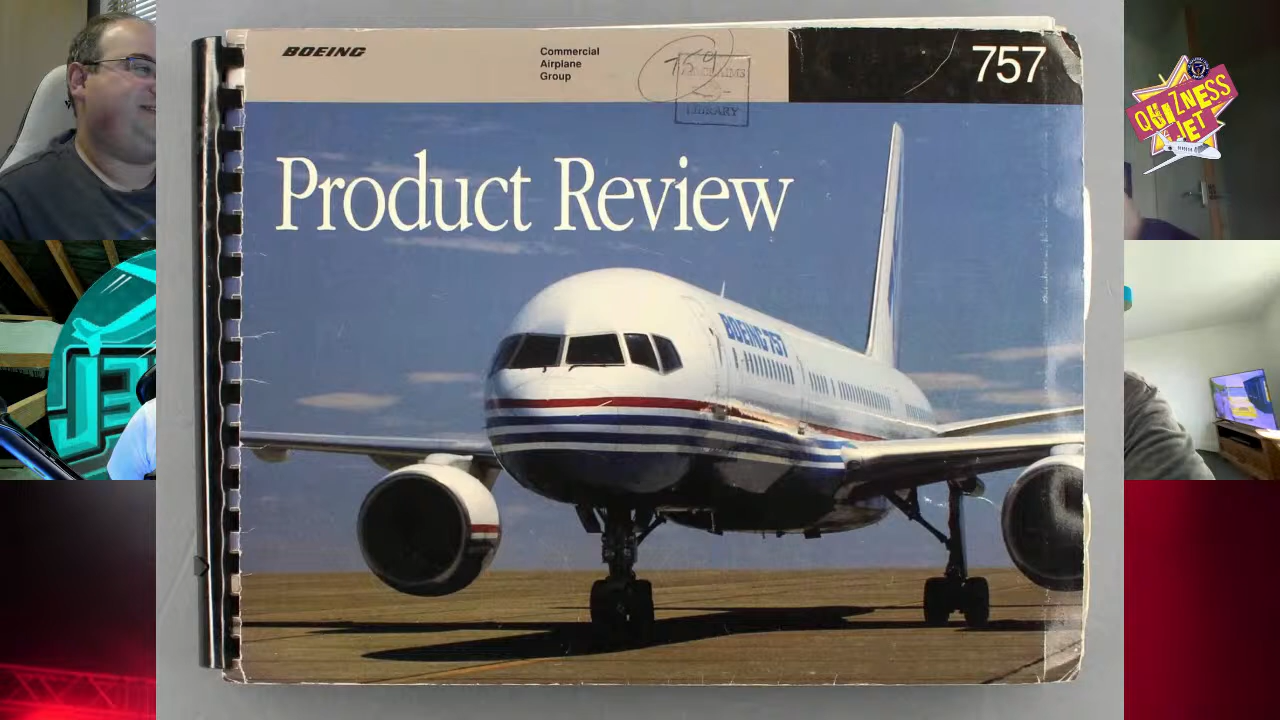 BOEING
Commercial
Airplane
Group
757
LIBRARY
Product Review
BOEING 757
QUIZNESS
JET